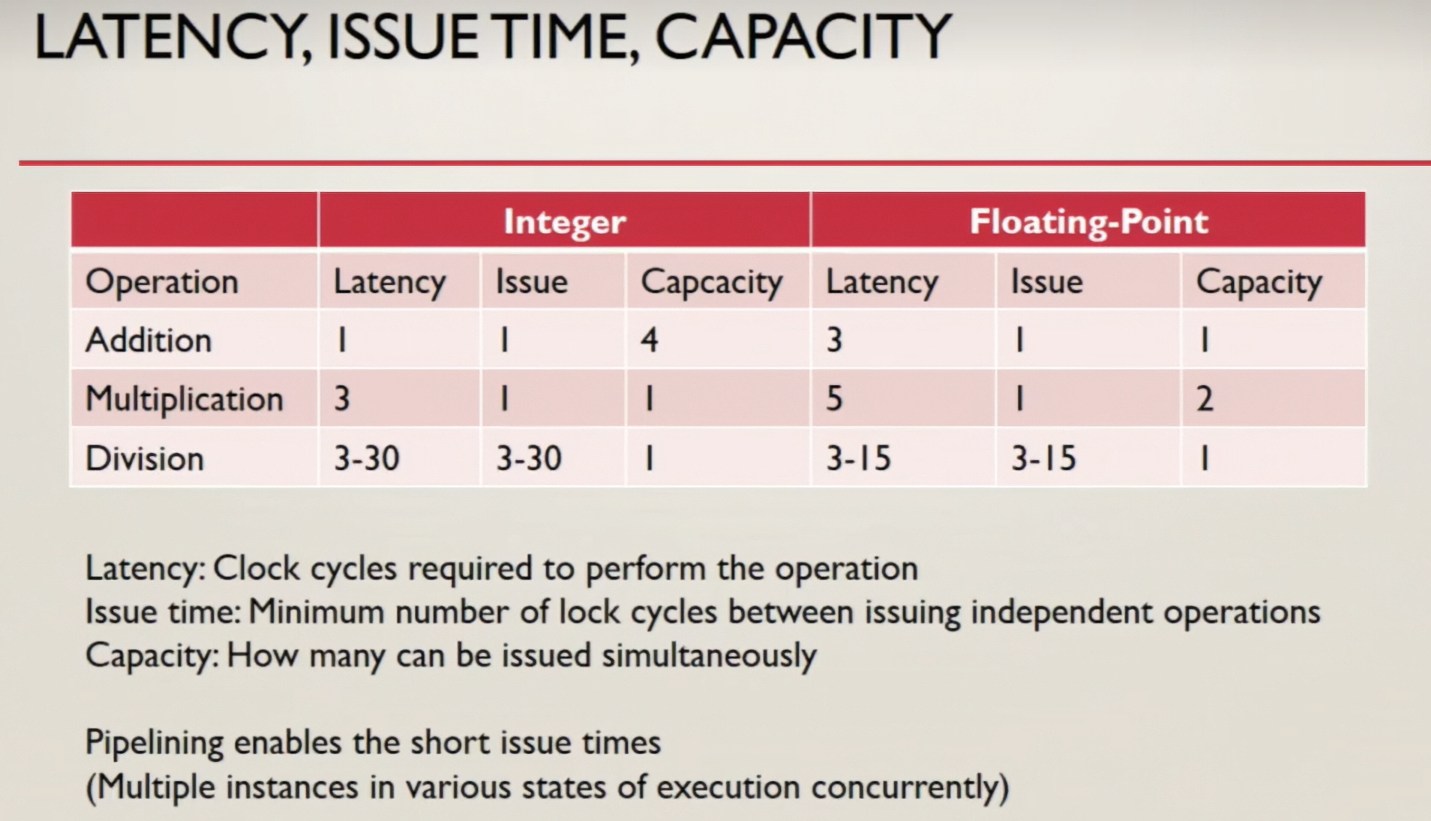 LATENCY, ISSUE TIME, CAPACITY
Integer Floating-Point
Operation Latency Issue Capcacity Latency Issue Capacity
Addition 1 1 4 3 1 1
Multiplication 3 1 1 5 1 2
Division 3-30 3-30 1 3-15 3-15 1
Latency: Clock cycles required to perform the operation
Issue time: Minimum number of lock cycles between issuing independent operations
Capacity: How many can be issued simultaneously
Pipelining enables the short issue times
(Multiple instances in various states of execution concurrently)